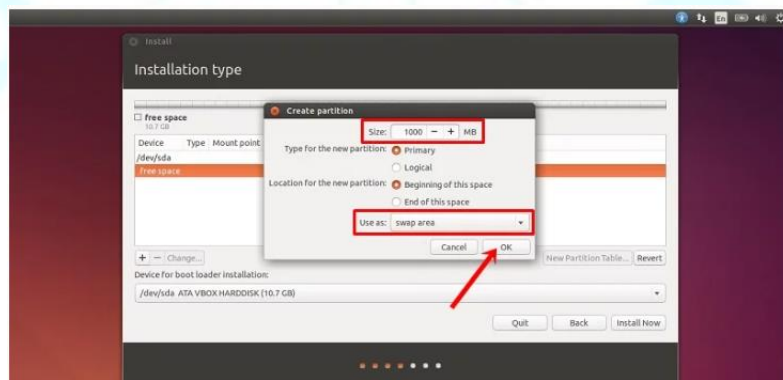 En
Install
Installation type
free space
10.7 GB
Device Type Mount point
/dev/sda
free space
Create partition
Size: 1000 − + MB
Type for the new partition: Primary
Logical
Location for the new partition: Beginning of this space
End of this space
Use as: swap area
Cancel OK
+ − Change... New Partition Table... Revert
Device for boot loader installation:
/dev/sda ATA VBOX HARDDISK (10.7 GB)
Quit Back Install Now